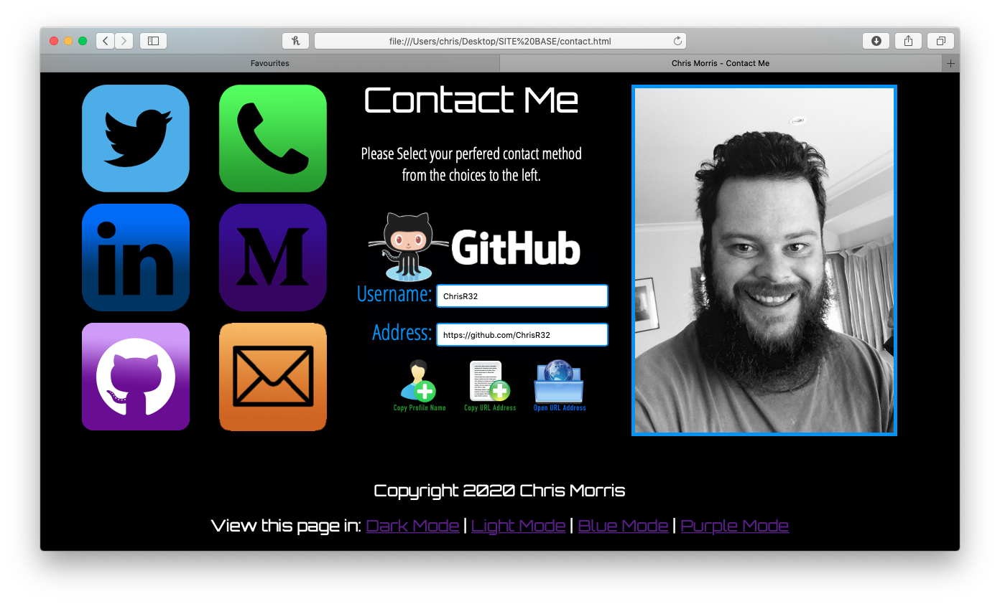 file:///Users/chris/Desktop/SITE%20BASE/contact.html
Favourites
Chris Morris - Contact Me
Contact Me
Please Select your perfered contact method
from the choices to the left.
in
M
GitHub
Username: ChrisR32
Address: https://github.com/ChrisR32
Copy Profile Name
Copy URL Address
Open URL Address
Copyright 2020 Chris Morris
View this page in: Dark Mode | Light Mode | Blue Mode | Purple Mode